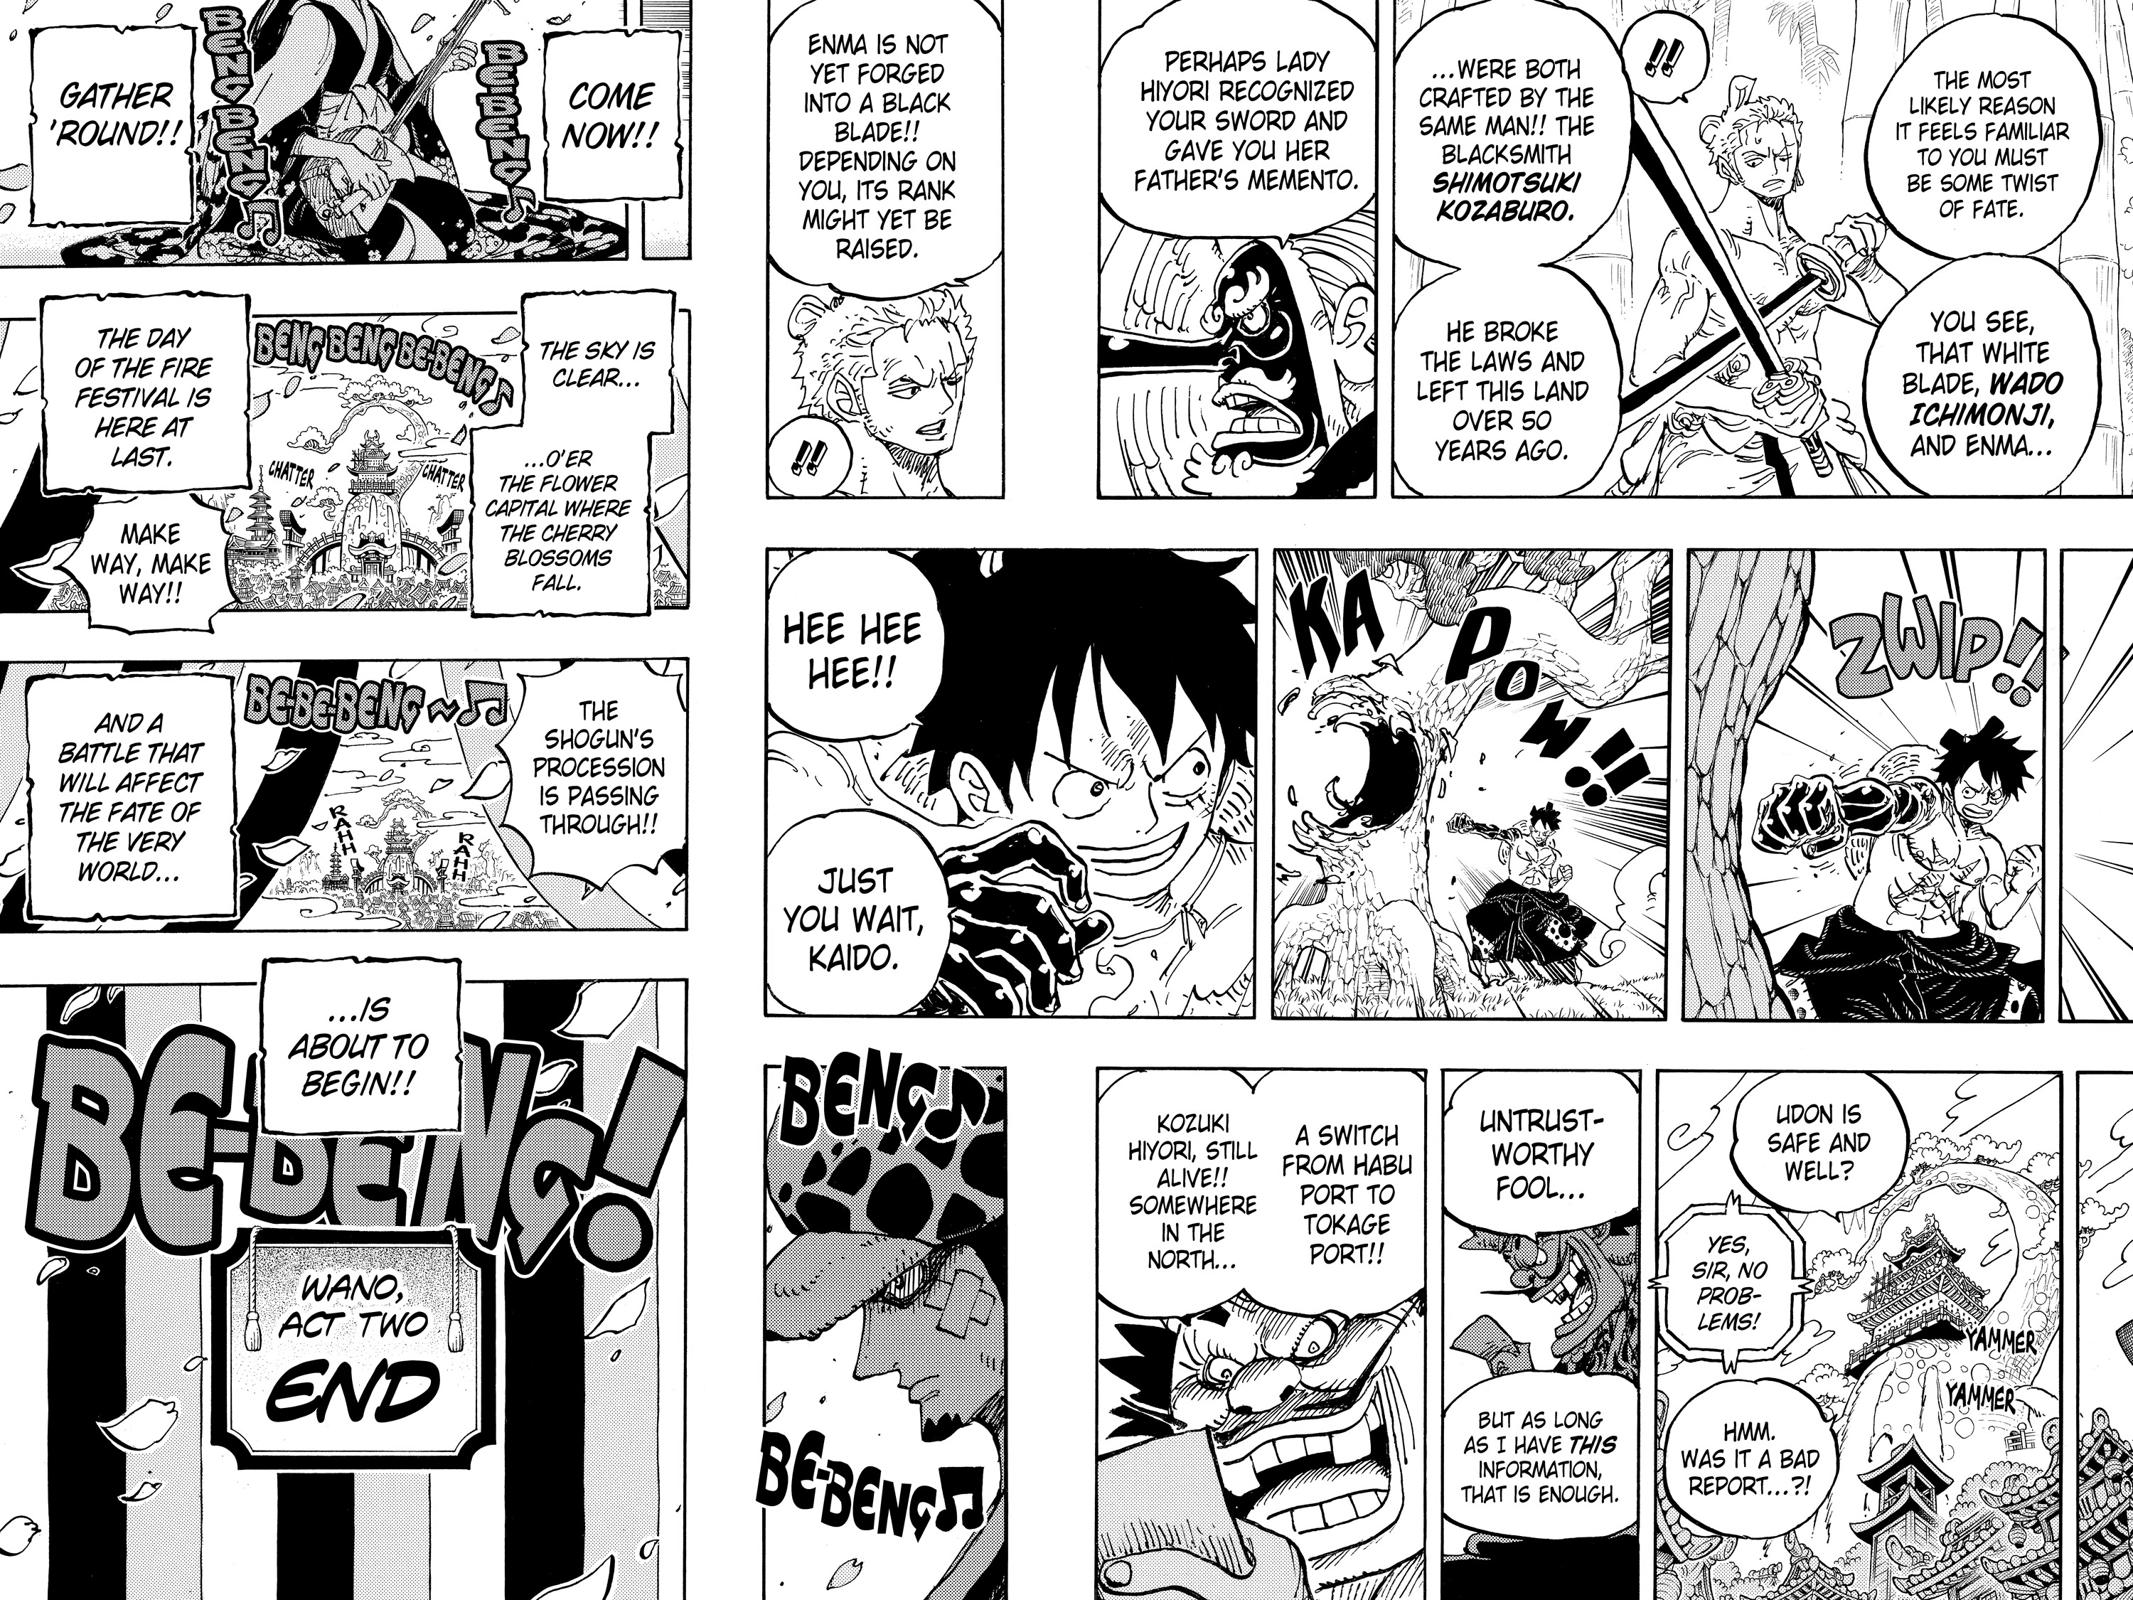 !!
THE MOST
LIKELY REASON
IT FEELS FAMILIAR
TO YOU MUST
BE SOME TWIST
OF FATE.
YOU SEE,
THAT WHITE
BLADE, WADO
ICHIMONJI,
AND ENMA...
...WERE BOTH
CRAFTED BY THE
SAME MAN!! THE
BLACKSMITH
SHIMOTSUKI
KOZABURO.
HE BROKE
THE LAWS AND
LEFT THIS LAND
OVER 50
YEARS AGO.
PERHAPS LADY
HIYORI RECOGNIZED
YOUR SWORD AND
GAVE YOU HER
FATHER'S MEMENTO.
ENMA IS NOT
YET FORGED
INTO A BLACK
BLADE!!
DEPENDING ON
YOU, ITS RANK
MIGHT YET BE
RAISED.
!!
ZWIP!!
KA
POW!!
HEE HEE
HEE!!
JUST
YOU WAIT,
KAIDO.
UDON IS
SAFE AND
WELL?
YES,
SIR, NO
PROB-
LEMS!
YAMMER
YAMMER
HMM.
WAS IT A BAD
REPORT...?!
UNTRUST-
WORTHY
FOOL...
BUT AS LONG
AS I HAVE THIS
INFORMATION,
THAT IS ENOUGH.
A SWITCH
FROM HABU
PORT TO
TOKAGE
PORT!!
KOZUKI
HIYORI, STILL
ALIVE!!
SOMEWHERE
IN THE
NORTH...
BENG♪
BE-BENG♫
COME
NOW!!
BEBENG♪
BENG BENG♫
GATHER
'ROUND!!
THE SKY IS
CLEAR...
...O'ER
THE FLOWER
CAPITAL WHERE
THE CHERRY
BLOSSOMS
FALL.
BENG BENG BE-BENG♪
CHATTER
CHATTER
THE DAY
OF THE FIRE
FESTIVAL IS
HERE AT
LAST.
MAKE
WAY, MAKE
WAY!!
THE
SHOGUN'S
PROCESSION
IS PASSING
THROUGH!!
BE-BE-BENG~♫
RAHH
RAHH
AND A
BATTLE THAT
WILL AFFECT
THE FATE OF
THE VERY
WORLD...
...IS
ABOUT TO
BEGIN!!
BE-BENG!
WANO,
ACT TWO
END